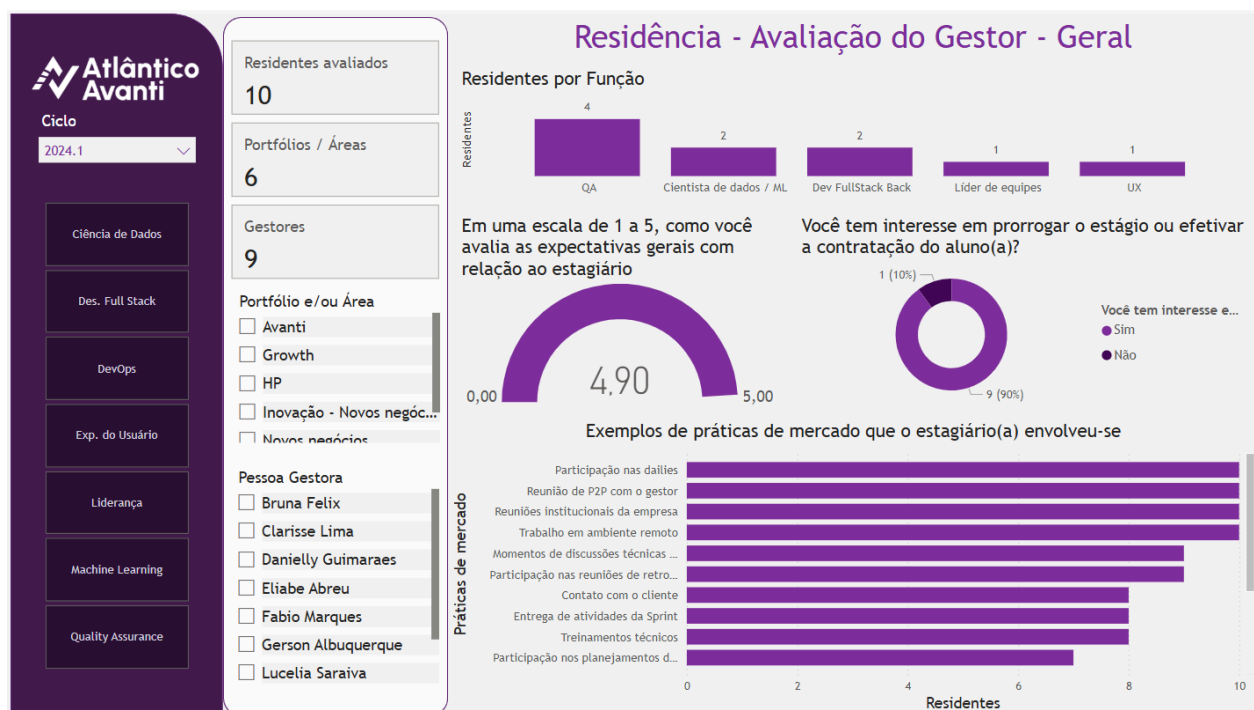 Atlântico
Avanti
Ciclo
2024.1
Ciência de Dados
Des. Full Stack
DevOps
Exp. do Usuário
Liderança
Machine Learning
Quality Assurance
Residentes avaliados
10
Portfólios / Áreas
6
Gestores
9
Portfólio e/ou Área
Avanti
Growth
HP
Inovação - Novos negóc...
Novos negócios
Pessoa Gestora
Bruna Felix
Clarisse Lima
Danielly Guimaraes
Eliabe Abreu
Fabio Marques
Gerson Albuquerque
Lucelia Saraiva
Residência - Avaliação do Gestor - Geral
Residentes por Função
Residentes
4
2
2
1
1
QA
Cientista de dados / ML
Dev FullStack Back
Líder de equipes
UX
Em uma escala de 1 a 5, como você
avalia as expectativas gerais com
relação ao estagiário
0,00
4,90
5,00
Você tem interesse em prorrogar o estágio ou efetivar
a contratação do aluno(a)?
1 (10%)
9 (90%)
Você tem interesse e...
Sim
Não
Exemplos de práticas de mercado que o estagiário(a) envolveu-se
Práticas de mercado
Participação nas dailies
Reunião de P2P com o gestor
Reuniões institucionais da empresa
Trabalho em ambiente remoto
Momentos de discussões técnicas ...
Participação nas reuniões de retro...
Contato com o cliente
Entrega de atividades da Sprint
Treinamentos técnicos
Participação nos planejamentos d...
0
2
4
6
8
10
Residentes